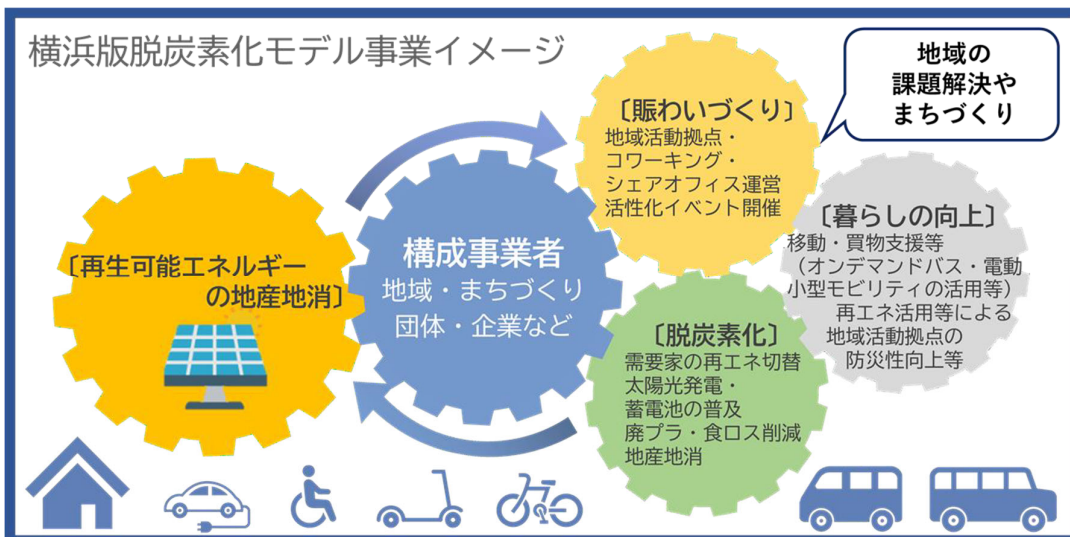 横浜版脱炭素化モデル事業イメージ
地域の
課題解決や
まちづくり
〔再生可能エネルギー
の地産地消〕
構成事業者
地域・まちづくり
団体・企業など
〔賑わいづくり〕
地域活動拠点・
コワーキング・
シェアオフィス運営
活性化イベント開催
〔暮らしの向上〕
移動・買物支援等
（オンデマンドバス・電動
小型モビリティの活用等）
再エネ活用等による
地域活動拠点の
防災性向上等
〔脱炭素化〕
需要家の再エネ切替
太陽光発電・
蓄電池の普及
廃プラ・食ロス削減
地産地消